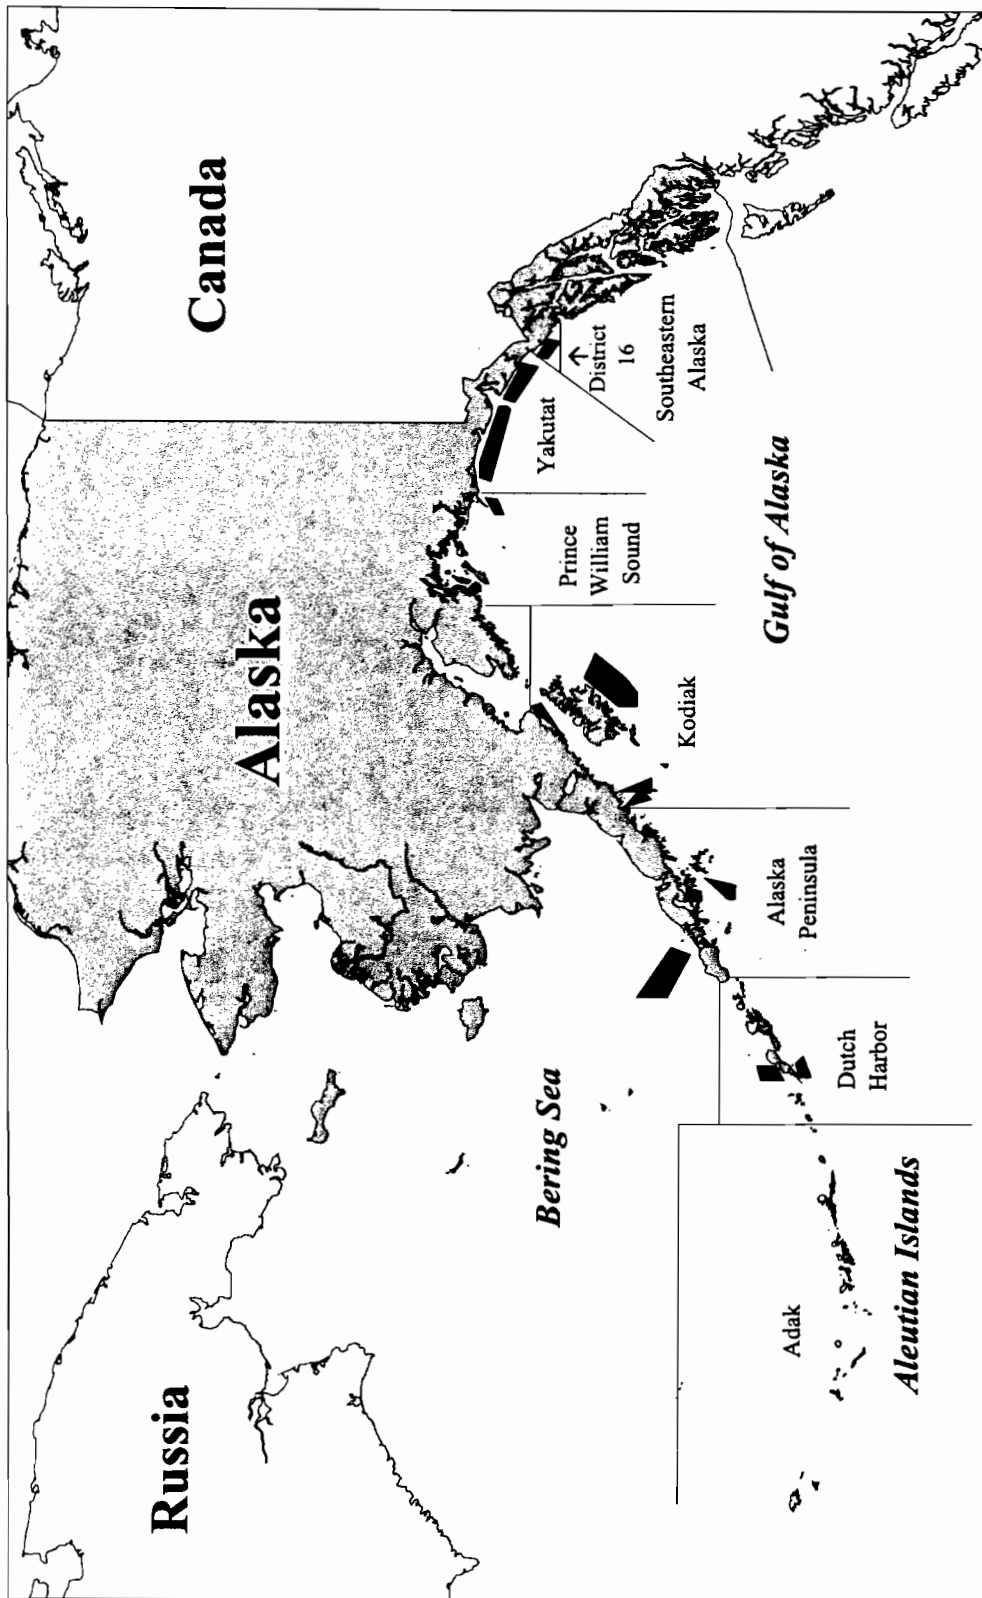 Russia
Alaska
Canada
Bering Sea
Gulf of Alaska
Aleutian Islands
Adak
Dutch
Harbor
Alaska
Peninsula
Kodiak
Prince
William
Sound
Yakutat
District
16
Southeastern
Alaska